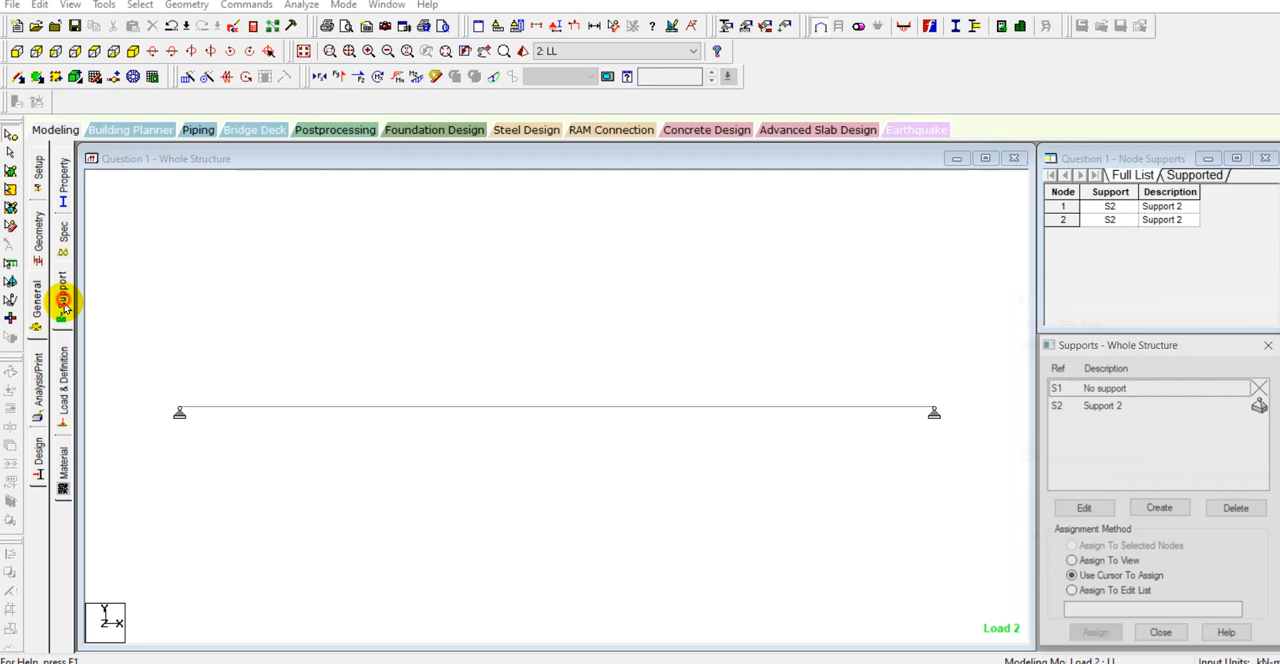 File Edit View Tools Select Geometry Commands Analyze Mode Window Help
2: LL
Modeling Building Planner Piping Bridge Deck Postprocessing Foundation Design Steel Design RAM Connection Concrete Design Advanced Slab Design Earthquake
Setup
Geometry
General
Analysis/Print
Design
Property
Spec
Support
Load & Definition
Material
Question 1 - Whole Structure
Y
Z X
Load 2
Question 1 - Node Supports
Full List Supported
Node Support Description
1 S2 Support 2
2 S2 Support 2
Supports - Whole Structure
Ref Description
S1 No support
S2 Support 2
Edit Create Delete
Assignment Method
Assign To Selected Nodes
Assign To View
Use Cursor To Assign
Assign To Edit List
Assign Close Help
For Help, press F1
Modeling Mo Load 2 : Input Units: kN-m